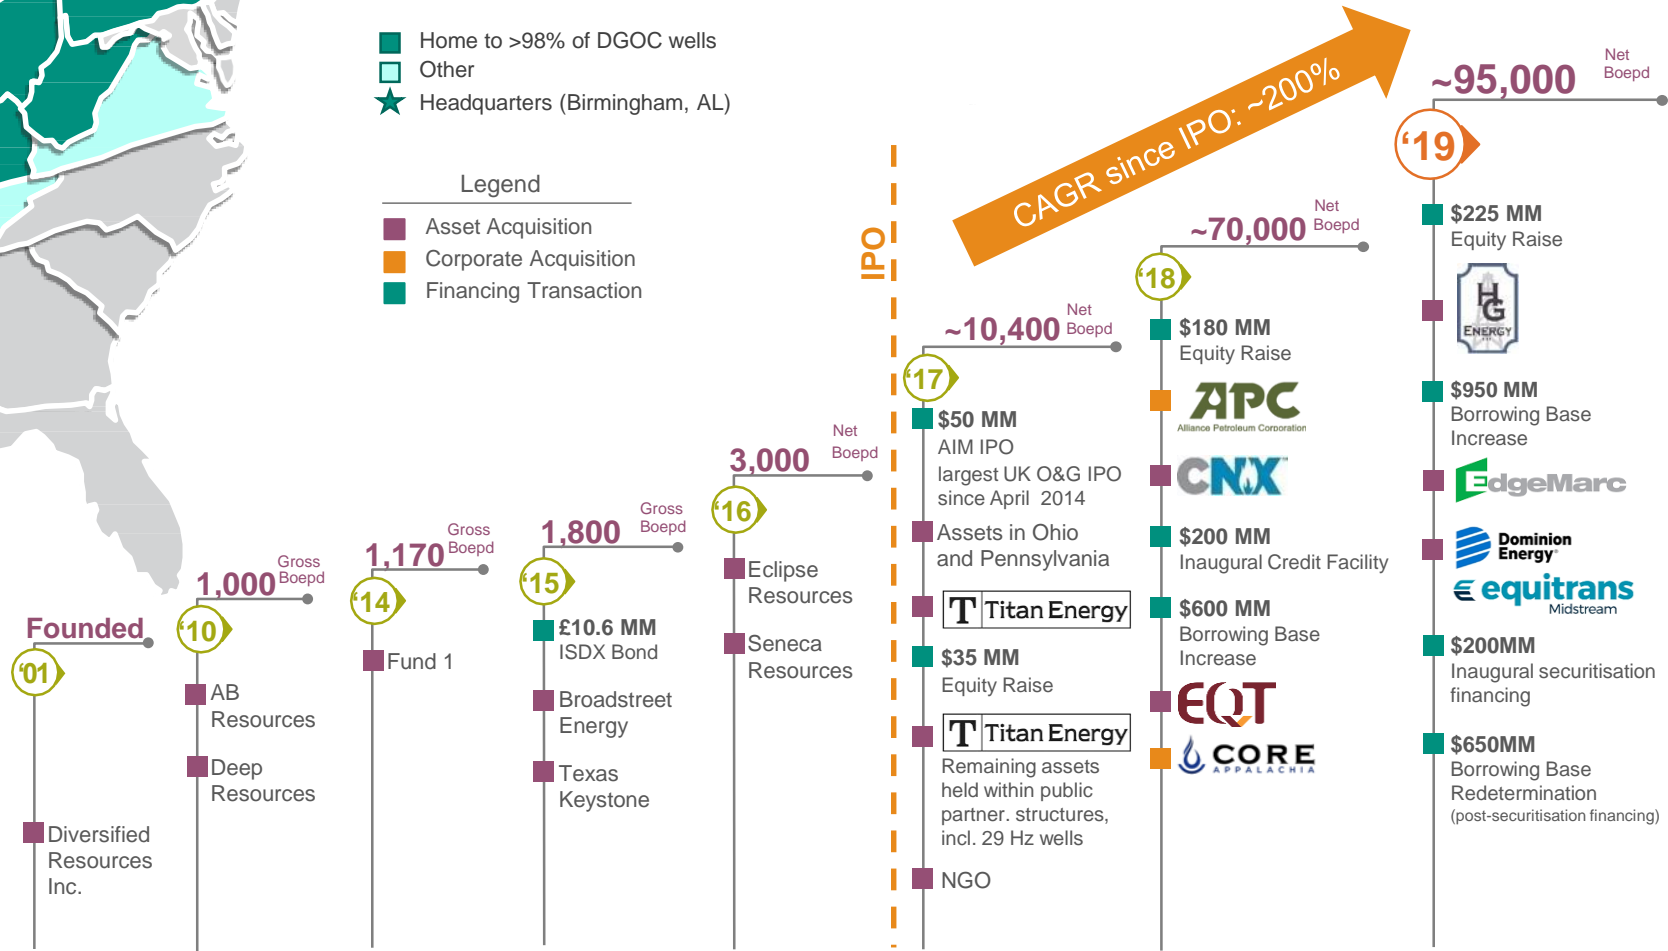 Home to >98% of DGOC wells
Other
Headquarters (Birmingham, AL)
Legend
Asset Acquisition
Corporate Acquisition
Financing Transaction
CAGR since IPO: ~200%
IPO
Founded
‘01
Diversified
Resources
Inc.
1,000 Gross
Boepd
‘10
AB
Resources
Deep
Resources
1,170 Gross
Boepd
‘14
Fund 1
1,800 Gross
Boepd
‘15
£10.6 MM
ISDX Bond
Broadstreet
Energy
Texas
Keystone
3,000 Net
Boepd
‘16
Eclipse
Resources
Seneca
Resources
~10,400 Net
Boepd
‘17
$50 MM
AIM IPO
largest UK O&G IPO
since April 2014
Assets in Ohio
and Pennsylvania
T Titan Energy
$35 MM
Equity Raise
T Titan Energy
Remaining assets
held within public
partner. structures,
incl. 29 Hz wells
NGO
~70,000 Net
Boepd
‘18
$180 MM
Equity Raise
APC
Alliance Petroleum Corporation
CNX
$200 MM
Inaugural Credit Facility
$600 MM
Borrowing Base
Increase
EQT
CORE
APPALACHIA
~95,000 Net
Boepd
‘19
$225 MM
Equity Raise
HG
ENERGY
$950 MM
Borrowing Base
Increase
EdgeMarc
Dominion
Energy
equitrans
Midstream
$200MM
Inaugural securitisation
financing
$650MM
Borrowing Base
Redetermination
(post-securitisation financing)